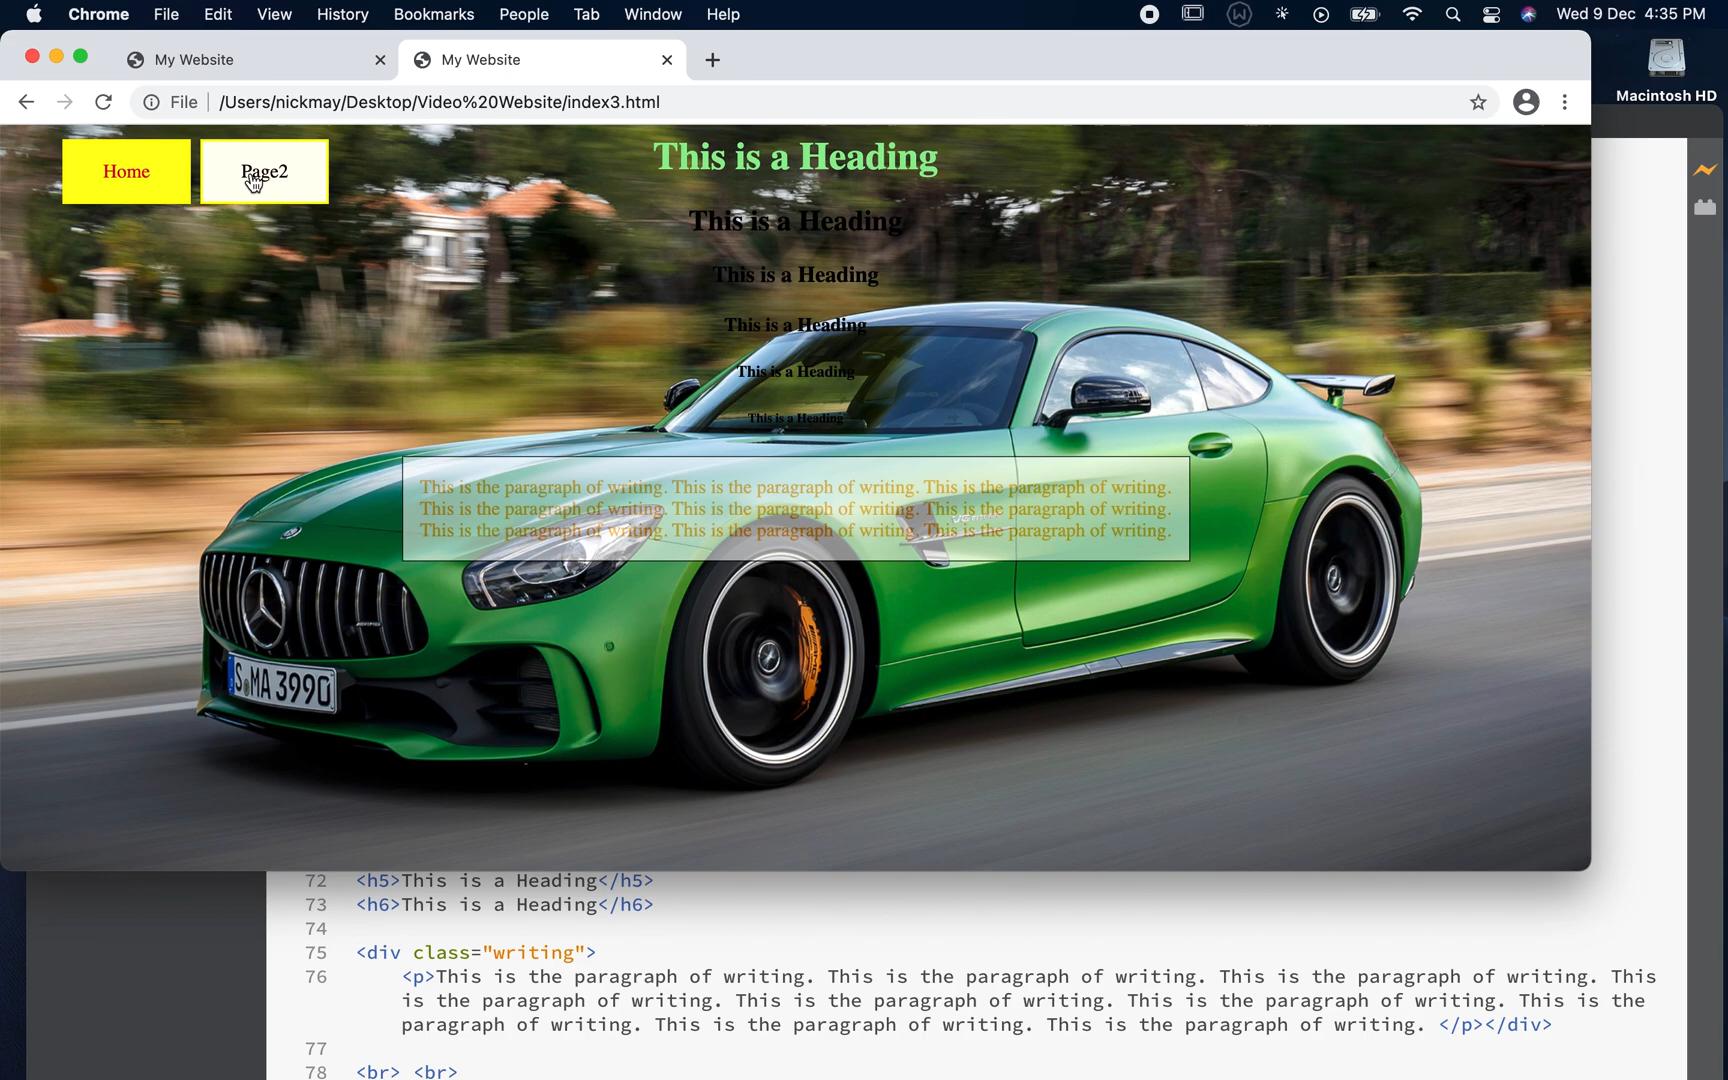 Chrome File Edit View History Bookmarks People Tab Window Help Wed 9 Dec 4:35 PM
My Website My Website
File /Users/nickmay/Desktop/Video%20Website/index3.html
Macintosh HD
Home Page2
This is a Heading
This is a Heading
This is a Heading
This is a Heading
This is a Heading
This is a Heading
This is the paragraph of writing. This is the paragraph of writing. This is the paragraph of writing.
This is the paragraph of writing. This is the paragraph of writing. This is the paragraph of writing.
This is the paragraph of writing. This is the paragraph of writing. This is the paragraph of writing.
S MA 3990
72 <h5>This is a Heading</h5>
73 <h6>This is a Heading</h6>
74
75 <div class="writing">
76 <p>This is the paragraph of writing. This is the paragraph of writing. This is the paragraph of writing. This
is the paragraph of writing. This is the paragraph of writing. This is the paragraph of writing. This is the
paragraph of writing. This is the paragraph of writing. This is the paragraph of writing. </p></div>
77
78 <br> <br>